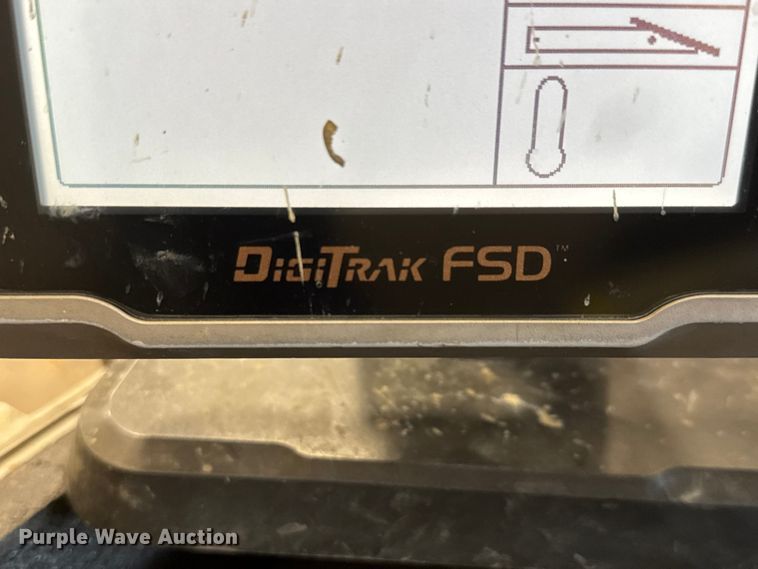 DIGITRAK FSD™
Purple Wave Auction